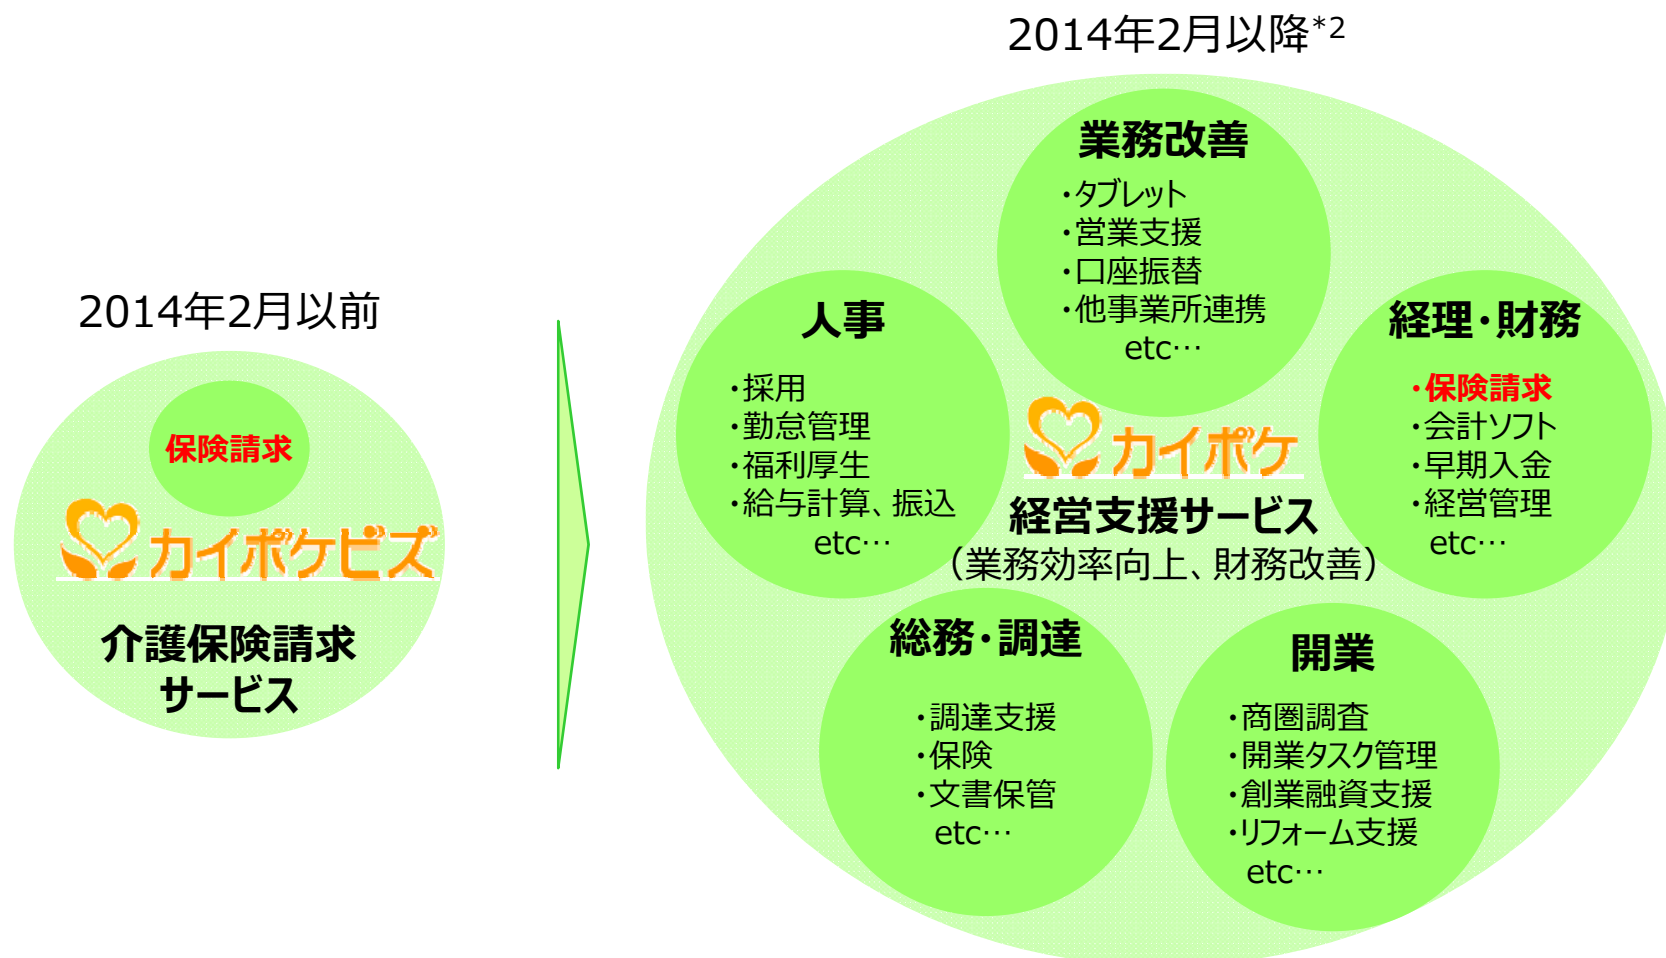 2014年2月以前
保険請求
カイポケビズ
介護保険請求
サービス
2014年2月以降*2
業務改善
・タブレット
・営業支援
・口座振替
・他事業所連携
etc…
人事
・採用
・勤怠管理
・福利厚生
・給与計算、振込
etc…
経理・財務
・保険請求
・会計ソフト
・早期入金
・経営管理
etc…
カイポケ
経営支援サービス
（業務効率向上、財務改善）
総務・調達
・調達支援
・保険
・文書保管
etc…
開業
・商圏調査
・開業タスク管理
・創業融資支援
・リフォーム支援
etc…